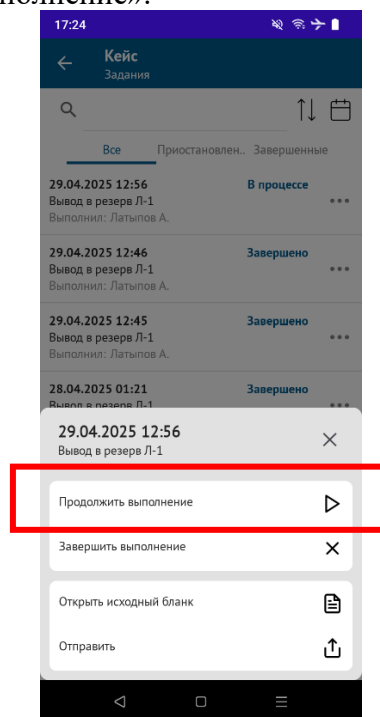 17:24
Кейс
Задания
Все Приостановлен.. Завершенные
29.04.2025 12:56 В процессе
Вывод в резерв Л-1
Выполнил: Латыпов А.
29.04.2025 12:46 Завершено
Вывод в резерв Л-1
Выполнил: Латыпов А.
29.04.2025 12:45 Завершено
Вывод в резерв Л-1
Выполнил: Латыпов А.
28.04.2025 01:21 Завершено
Вывод в резерв Л-1
29.04.2025 12:56
Вывод в резерв Л-1
Продолжить выполнение
Завершить выполнение
Открыть исходный бланк
Отправить